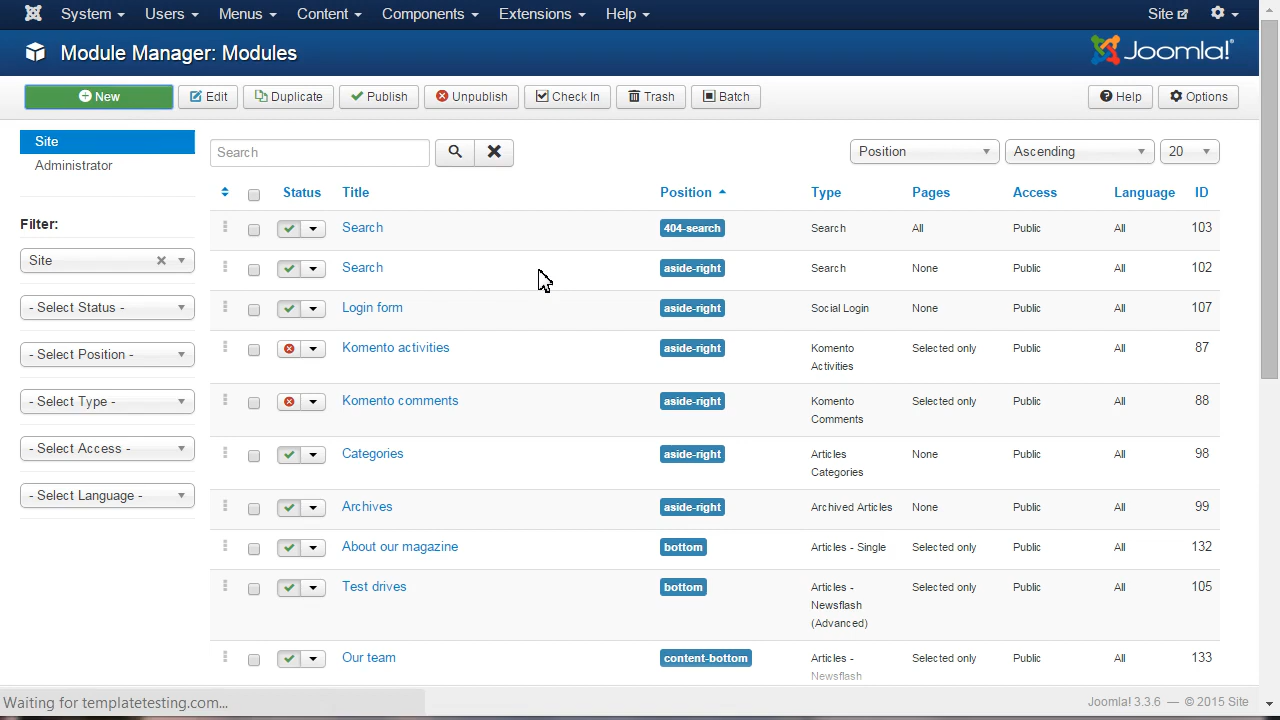 System Users Menus Content Components Extensions Help Site
Module Manager: Modules Joomla!
New Edit Duplicate Publish Unpublish Check In Trash Batch Help Options
Site
Administrator
Filter:
Site
- Select Status -
- Select Position -
- Select Type -
- Select Access -
- Select Language -
Search Position Ascending 20
Status Title Position Type Pages Access Language ID
Search 404-search Search All Public All 103
Search aside-right Search None Public All 102
Login form aside-right Social Login None Public All 107
Komento activities aside-right Komento Selected only Public All 87
Activities
Komento comments aside-right Komento Selected only Public All 88
Comments
Categories aside-right Articles None Public All 98
Categories
Archives aside-right Archived Articles None Public All 99
About our magazine bottom Articles - Single Selected only Public All 132
Test drives bottom Articles - Selected only Public All 105
Newsflash
(Advanced)
Our team content-bottom Articles - Selected only Public All 133
Newsflash
Waiting for templatetesting.com... Joomla! 3.3.6 — © 2015 Site